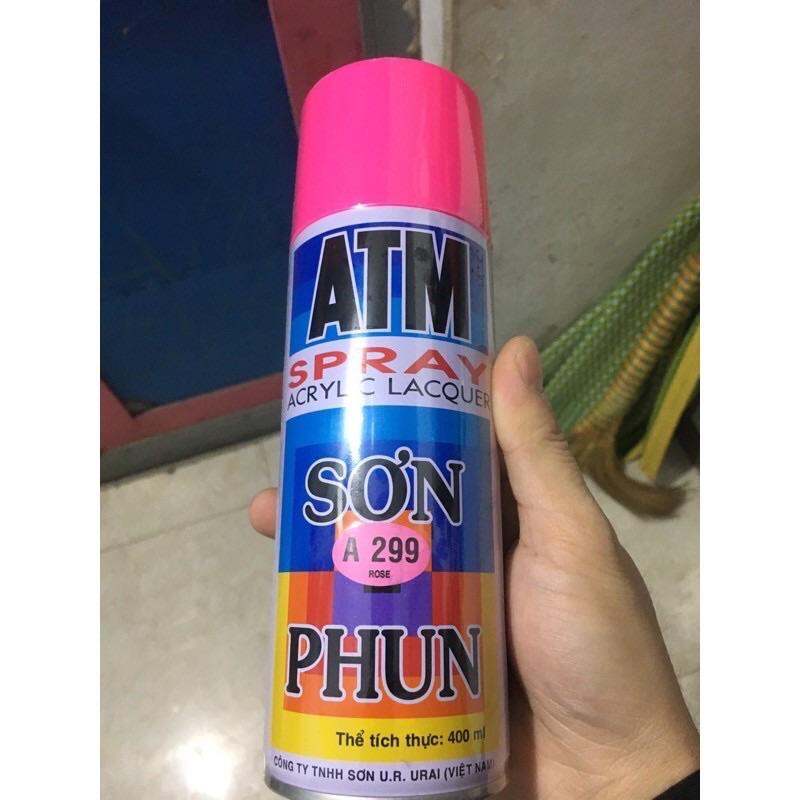 ATM
SPRAY
ACRYLIC LACQUER
SƠN
A 299
ROSE
PHUN
Thể tích thực: 400 ml
CÔNG TY TNHH SƠN U.R. URAI (VIỆT NAM)